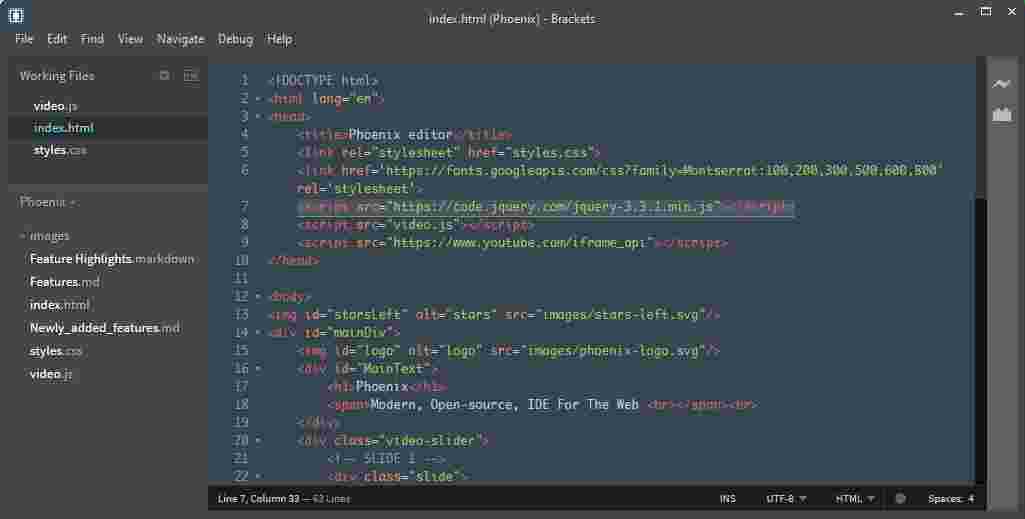 index.html (Phoenix) - Brackets
File Edit Find View Navigate Debug Help
Working Files
video.js
index.html
styles.css
Phoenix
images
Feature Highlights.markdown
Features.md
index.html
Newly_added_features.md
styles.css
video.js
1 <!DOCTYPE html>
2 <html lang="en">
3 <head>
4 <title>Phoenix editor</title>
5 <link rel="stylesheet" href="styles.css">
6 <link href='https://fonts.googleapis.com/css?family=Montserrat:100,200,300,500,600,800'
rel='stylesheet'>
7 <script src="https://code.jquery.com/jquery-3.3.1.min.js"></script>
8 <script src="video.js"></script>
9 <script src="https://www.youtube.com/iframe_api"></script>
10 </head>
11
12 <body>
13 <img id="starsLeft" alt="stars" src="images/stars-left.svg"/>
14 <div id="mainDiv">
15 <img id="logo" alt="logo" src="images/phoenix-logo.svg"/>
16 <div id="MainText">
17 <h1>Phoenix</h1>
18 <span>Modern, Open-source, IDE For The Web <br></span><br>
19 </div>
20 <div class="video-slider">
21 <!-- SLIDE 1 -->
22 <div class="slide">
Line 7, Column 33 — 63 Lines INS UTF-8 HTML Spaces: 4